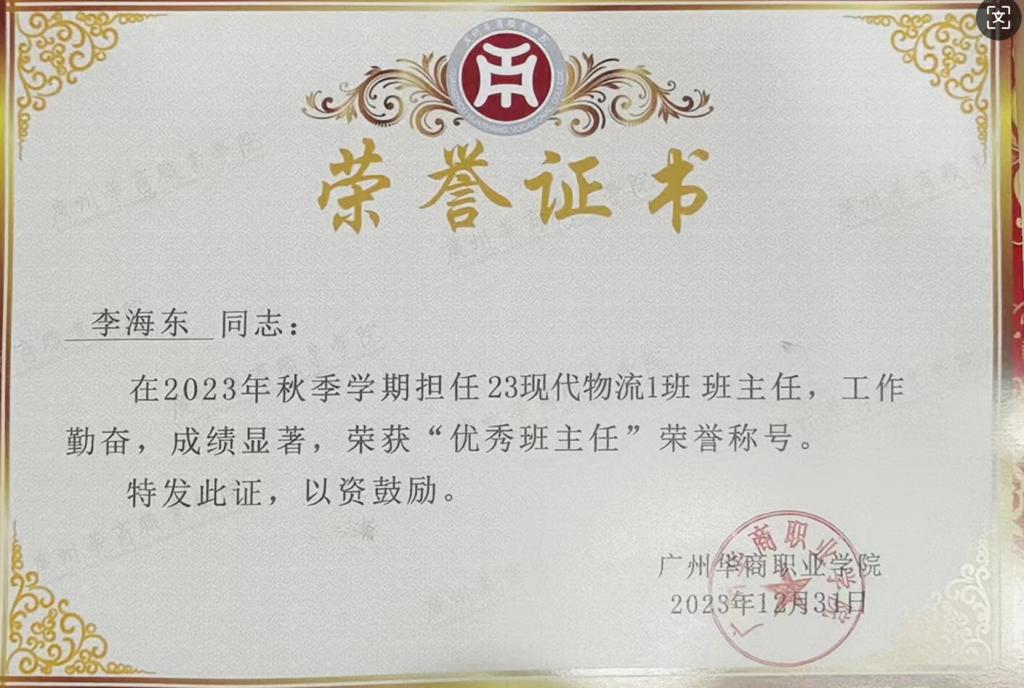 荣誉证书
李海东 同志：
在2023年秋季学期担任 23现代物流1班 班主任，工作
勤奋，成绩显著，荣获“优秀班主任”荣誉称号。
特发此证，以资鼓励。
广州华商职业学院
2023年12月31日